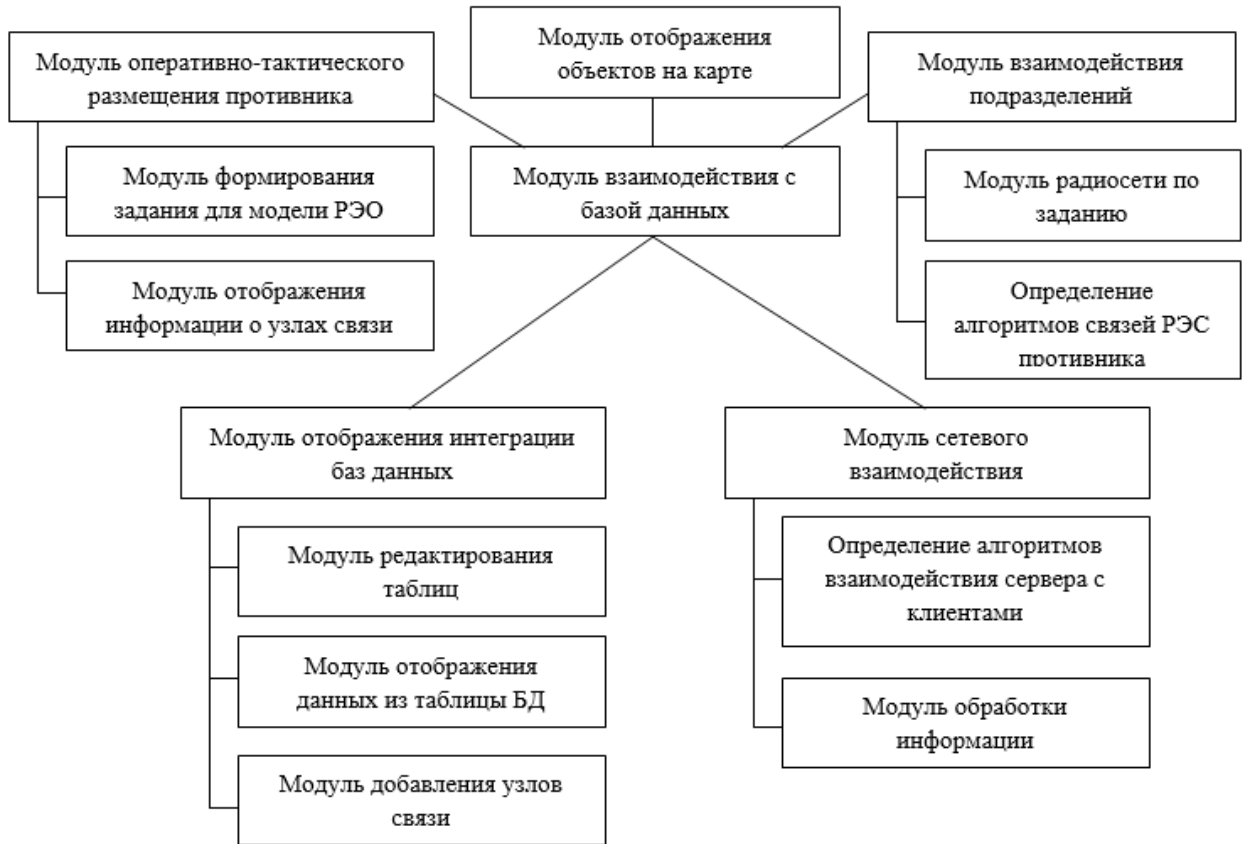 Модуль оперативно-тактического
размещения противника
Модуль формирования
задания для модели РЭО
Модуль отображения
информации о узлах связи
Модуль отображения
объектов на карте
Модуль взаимодействия с
базой данных
Модуль взаимодействия
подразделений
Модуль радиосети по
заданию
Определение
алгоритмов связей РЭС
противника
Модуль отображения интеграции
баз данных
Модуль редактирования
таблиц
Модуль отображения
данных из таблицы БД
Модуль добавления узлов
связи
Модуль сетевого
взаимодействия
Определение алгоритмов
взаимодействия сервера с
клиентами
Модуль обработки
информации